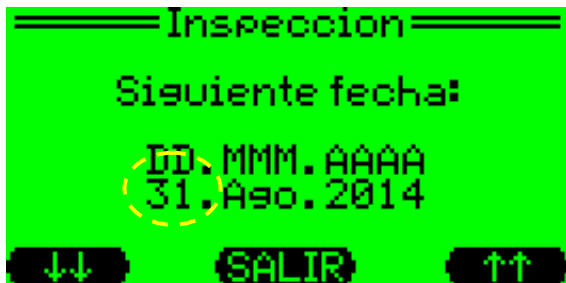 Inspeccion
Siguiente fecha:
DD.MMM.AAAA
31.Ago.2014
↓↓ SALIR ↑↑